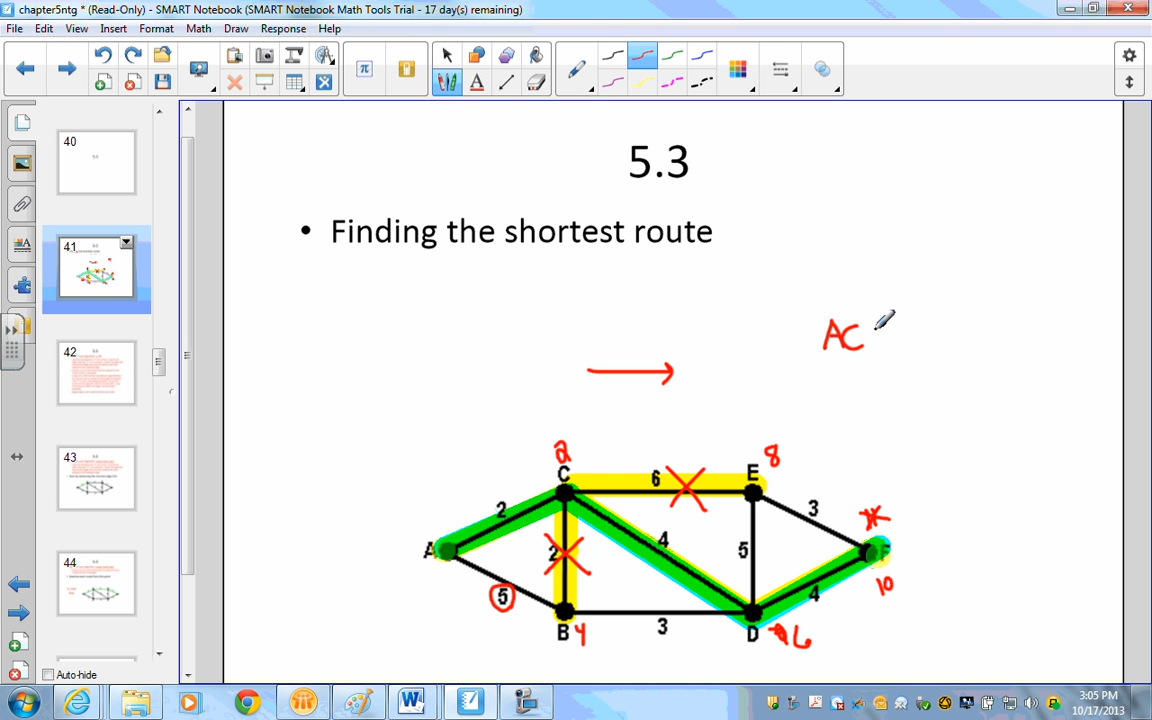 chapter5ntg * (Read-Only) - SMART Notebook (SMART Notebook Math Tools Trial - 17 day(s) remaining)
File Edit View Insert Format Math Draw Response Help
π
A
40
41
42
43
44
Auto-hide
5.3
• Finding the shortest route
AC
2
8
C
E
6
2
3
A
4
F
2
5
5
4
10
B
4
3
D
6
W
3:05 PM
10/17/2013